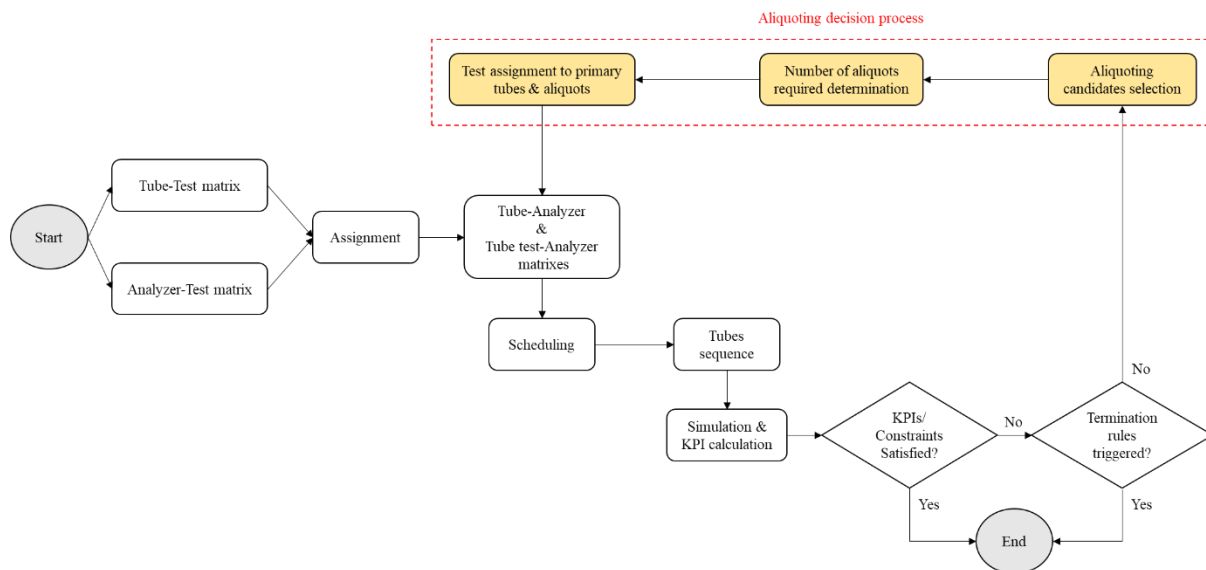 Aliquoting decision process
Test assignment to primary
tubes & aliquots
Number of aliquots
required determination
Aliquoting
candidates selection
Start
Tube-Test matrix
Analyzer-Test matrix
Assignment
Tube-Analyzer
&
Tube test-Analyzer
matrixes
Scheduling
Tubes
sequence
Simulation &
KPI calculation
KPIs/
Constraints
Satisfied?
No
Termination
rules
triggered?
No
Yes
Yes
End